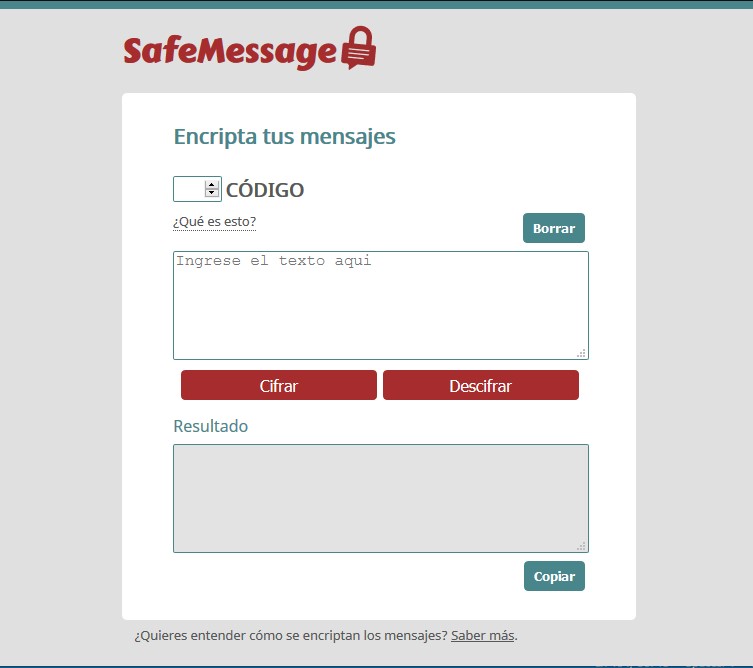 SafeMessage
Encripta tus mensajes
CÓDIGO
¿Qué es esto?
Borrar
Ingrese el texto aqui
Cifrar Descifrar
Resultado
Copiar
¿Quieres entender cómo se encriptan los mensajes? Saber más.